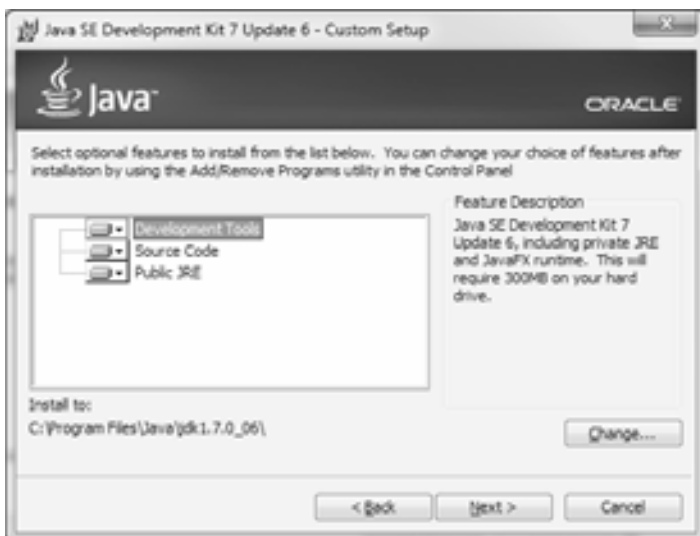 Java SE Development Kit 7 Update 6 - Custom Setup
Java
ORACLE
Select optional features to install from the list below. You can change your choice of features after
installation by using the Add/Remove Programs utility in the Control Panel
Development Tools
Source Code
Public JRE
Feature Description
Java SE Development Kit 7
Update 6, including private JRE
and JavaFX runtime. This will
require 300MB on your hard
drive.
Install to:
C:\Program Files\Java\jdk1.7.0_06\
Change...
< Back
Next >
Cancel